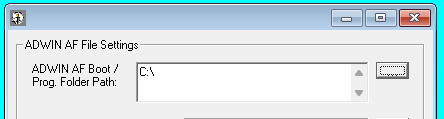 ADWIN AF File Settings
ADWIN AF Boot /
Prog. Folder Path:
C:\
...